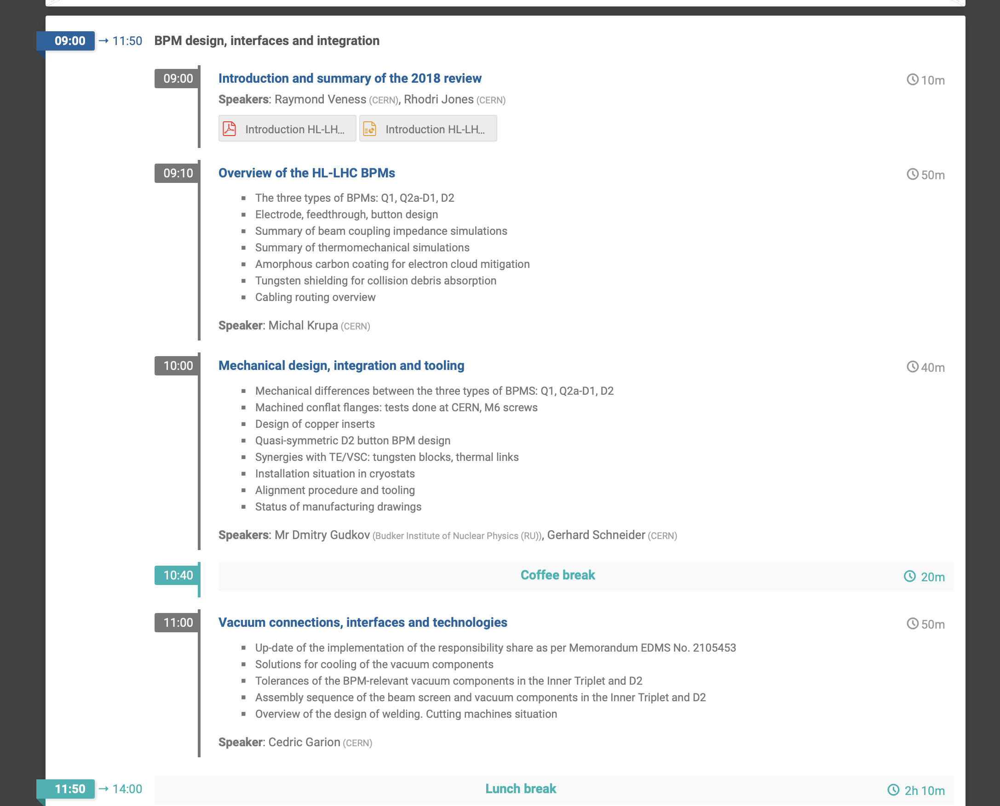 09:00 → 11:50 BPM design, interfaces and integration
09:00 Introduction and summary of the 2018 review 10m
Speakers: Raymond Veness (CERN), Rhodri Jones (CERN)
Introduction HL-LH... Introduction HL-LH...
09:10 Overview of the HL-LHC BPMs 50m
▪ The three types of BPMs: Q1, Q2a-D1, D2
▪ Electrode, feedthrough, button design
▪ Summary of beam coupling impedance simulations
▪ Summary of thermomechanical simulations
▪ Amorphous carbon coating for electron cloud mitigation
▪ Tungsten shielding for collision debris absorption
▪ Cabling routing overview
Speaker: Michal Krupa (CERN)
10:00 Mechanical design, integration and tooling 40m
▪ Mechanical differences between the three types of BPMS: Q1, Q2a-D1, D2
▪ Machined conflat flanges: tests done at CERN, M6 screws
▪ Design of copper inserts
▪ Quasi-symmetric D2 button BPM design
▪ Synergies with TE/VSC: tungsten blocks, thermal links
▪ Installation situation in cryostats
▪ Alignment procedure and tooling
▪ Status of manufacturing drawings
Speakers: Mr Dmitry Gudkov (Budker Institute of Nuclear Physics (RU)), Gerhard Schneider (CERN)
10:40 Coffee break 20m
11:00 Vacuum connections, interfaces and technologies 50m
▪ Up-date of the implementation of the responsibility share as per Memorandum EDMS No. 2105453
▪ Solutions for cooling of the vacuum components
▪ Tolerances of the BPM-relevant vacuum components in the Inner Triplet and D2
▪ Assembly sequence of the beam screen and vacuum components in the Inner Triplet and D2
▪ Overview of the design of welding. Cutting machines situation
Speaker: Cedric Garion (CERN)
11:50 → 14:00 Lunch break 2h 10m